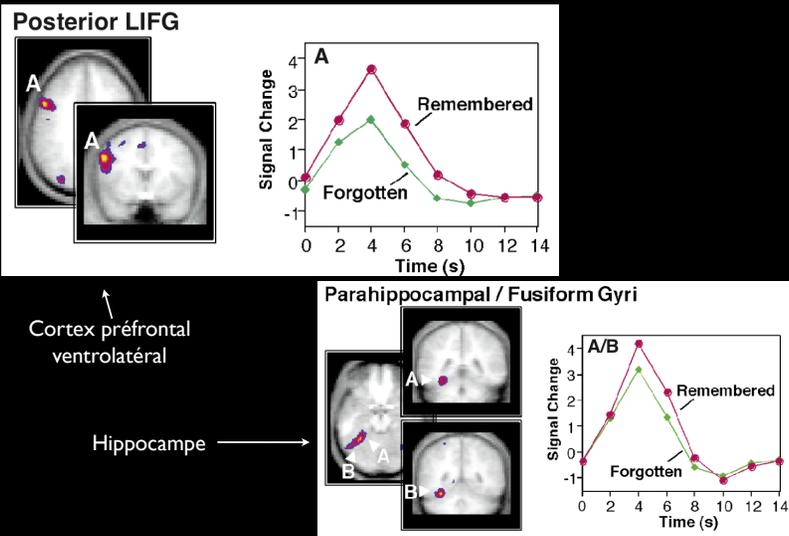 Posterior LIFG
A
A
A
Signal Change
4
3
2
1
0
-1
Remembered
Forgotten
0 2 4 6 8 10 12 14
Time (s)
Cortex préfrontal
ventrolatéral
Hippocampe
Parahippocampal / Fusiform Gyri
A
B
A
B
A/B
Signal Change
4
3
2
1
0
-1
Remembered
Forgotten
0 2 4 6 8 10 12 14
Time (s)